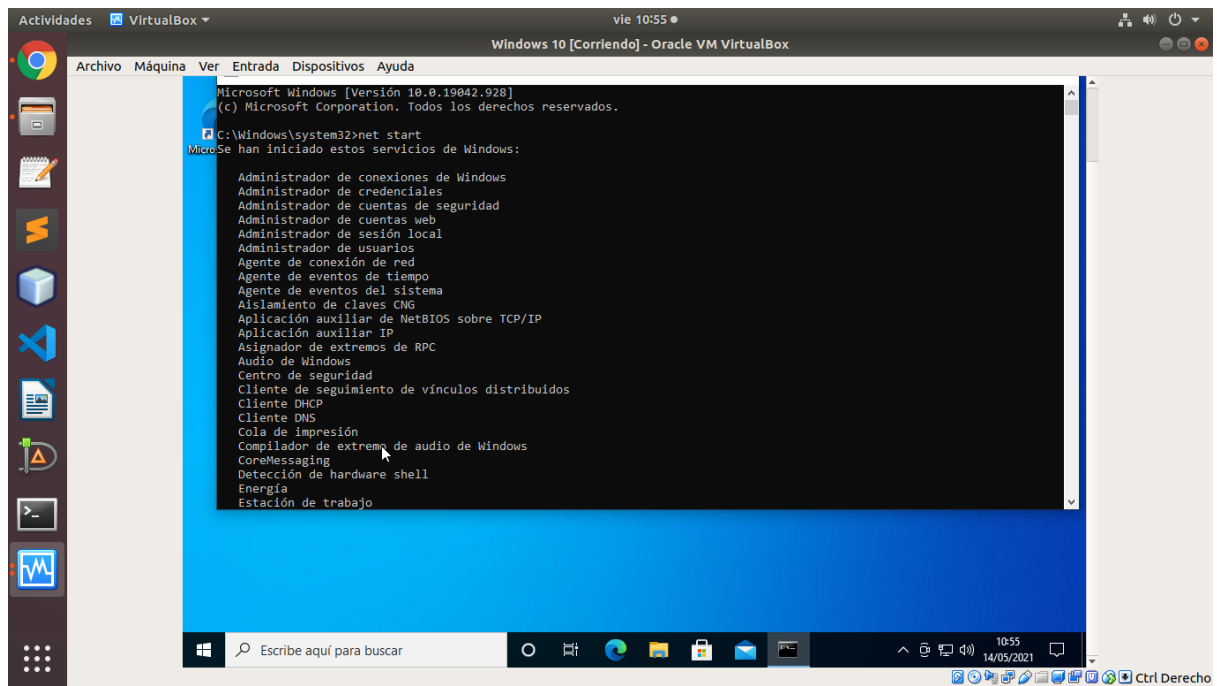 Actividades VirtualBox vie 10:55
Windows 10 [Corriendo] - Oracle VM VirtualBox
Archivo Máquina Ver Entrada Dispositivos Ayuda
Microsoft Windows [Versión 10.0.19042.928]
(c) Microsoft Corporation. Todos los derechos reservados.
C:\Windows\system32>net start
Micro
Se han iniciado estos servicios de Windows:
Administrador de conexiones de Windows
Administrador de credenciales
Administrador de cuentas de seguridad
Administrador de cuentas web
Administrador de sesión local
Administrador de usuarios
Agente de conexión de red
Agente de eventos de tiempo
Agente de eventos del sistema
Aislamiento de claves CNG
Aplicación auxiliar de NetBIOS sobre TCP/IP
Aplicación auxiliar IP
Asignador de extremos de RPC
Audio de Windows
Centro de seguridad
Cliente de seguimiento de vínculos distribuidos
Cliente DHCP
Cliente DNS
Cola de impresión
Compilador de extremo de audio de Windows
CoreMessaging
Detección de hardware shell
Energía
Estación de trabajo
Escribe aquí para buscar
10:55
14/05/2021
Ctrl Derecho